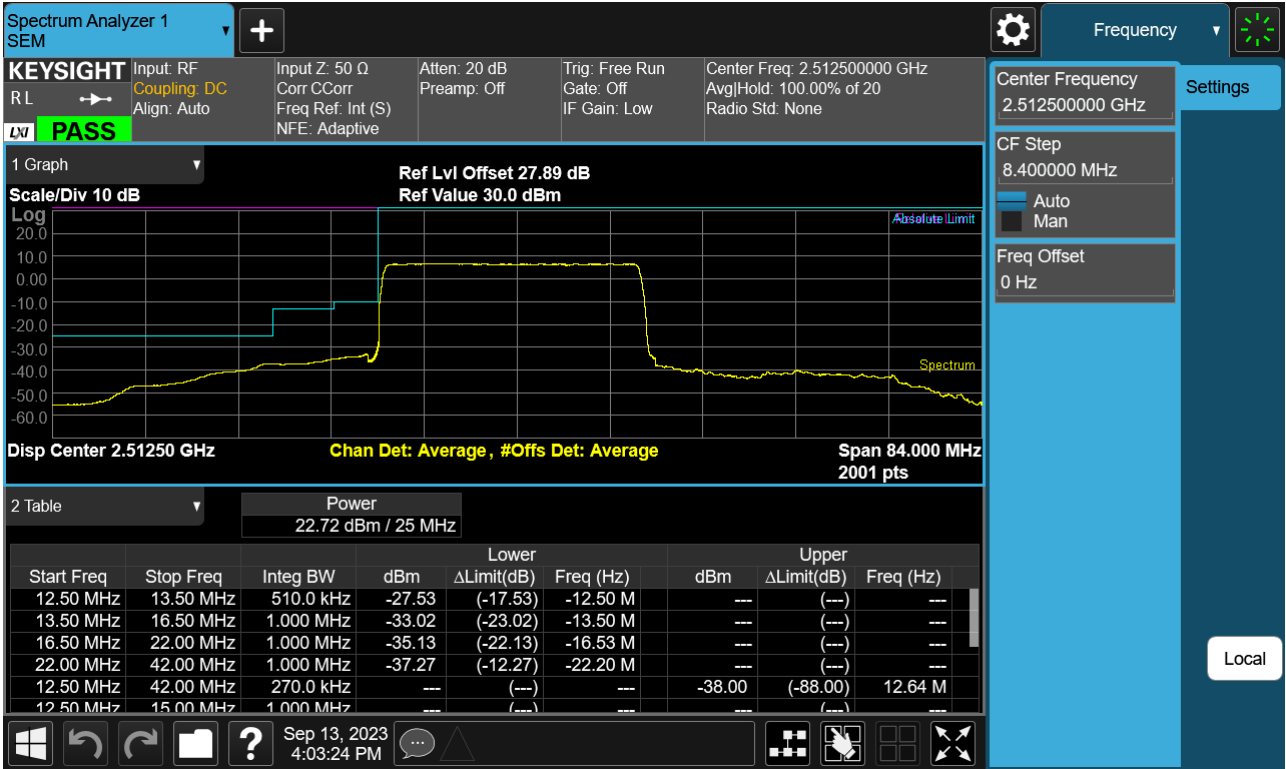 Spectrum Analyzer 1
SEM
Frequency
KEYSIGHT
R L
LXI PASS
Input: RF
Coupling: DC
Align: Auto
Input Z: 50 Ω
Corr CCorr
Freq Ref: Int (S)
NFE: Adaptive
Atten: 20 dB
Preamp: Off
Trig: Free Run
Gate: Off
IF Gain: Low
Center Freq: 2.512500000 GHz
Avg|Hold: 100.00% of 20
Radio Std: None
Center Frequency
2.512500000 GHz
Settings
CF Step
8.400000 MHz
Auto
Man
Freq Offset
0 Hz
1 Graph
Scale/Div 10 dB
Ref Lvl Offset 27.89 dB
Ref Value 30.0 dBm
Log
Limit
20.0
10.0
0.00
-10.0
-20.0
-30.0
-40.0
-50.0
-60.0
Spectrum
Disp Center 2.51250 GHz
Chan Det: Average, #Offs Det: Average
Span 84.000 MHz
2001 pts
2 Table
Power
22.72 dBm / 25 MHz
Lower Upper
Start Freq Stop Freq Integ BW dBm ΔLimit(dB) Freq (Hz) dBm ΔLimit(dB) Freq (Hz)
12.50 MHz 13.50 MHz 510.0 kHz -27.53 (-17.53) -12.50 M --- (---) ---
13.50 MHz 16.50 MHz 1.000 MHz -33.02 (-23.02) -13.50 M --- (---) ---
16.50 MHz 22.00 MHz 1.000 MHz -35.13 (-22.13) -16.53 M --- (---) ---
22.00 MHz 42.00 MHz 1.000 MHz -37.27 (-12.27) -22.20 M --- (---) ---
12.50 MHz 42.00 MHz 270.0 kHz --- (---) --- -38.00 (-88.00) 12.64 M
12.50 MHz 15.00 MHz 1.000 MHz --- (---) --- --- (---) ---
Local
?
Sep 13, 2023
4:03:24 PM